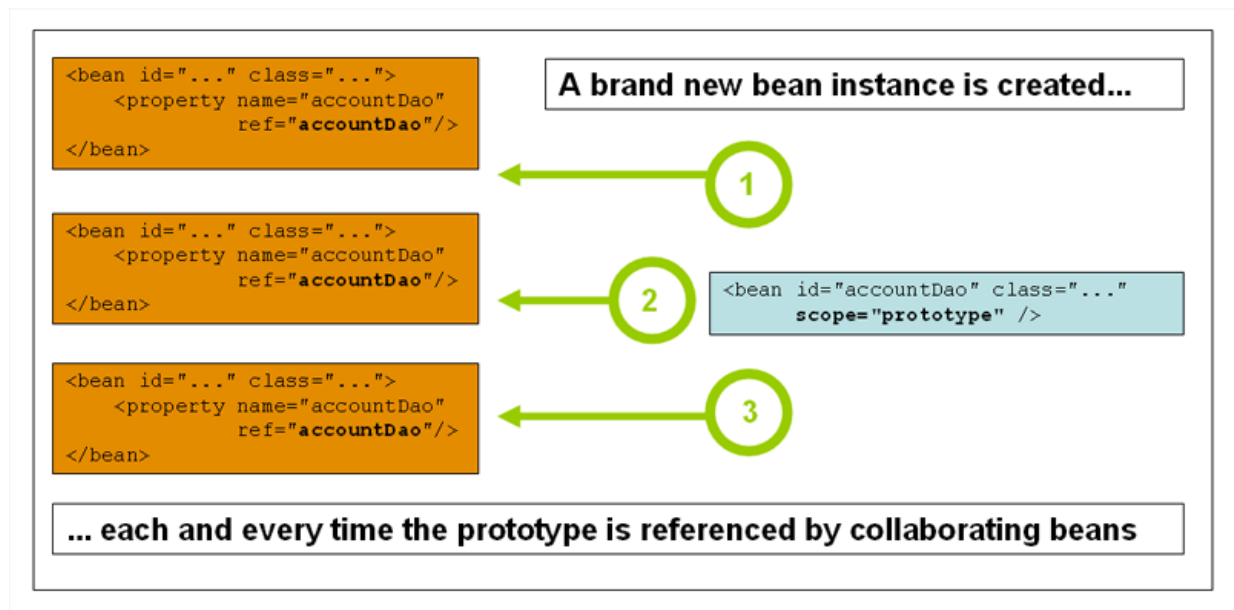 <bean id="..." class="...">
    <property name="accountDao"
              ref="accountDao"/>
</bean>
A brand new bean instance is created...
1
<bean id="..." class="...">
    <property name="accountDao"
              ref="accountDao"/>
</bean>
2
<bean id="accountDao" class="..."
      scope="prototype" />
<bean id="..." class="...">
    <property name="accountDao"
              ref="accountDao"/>
</bean>
3
... each and every time the prototype is referenced by collaborating beans